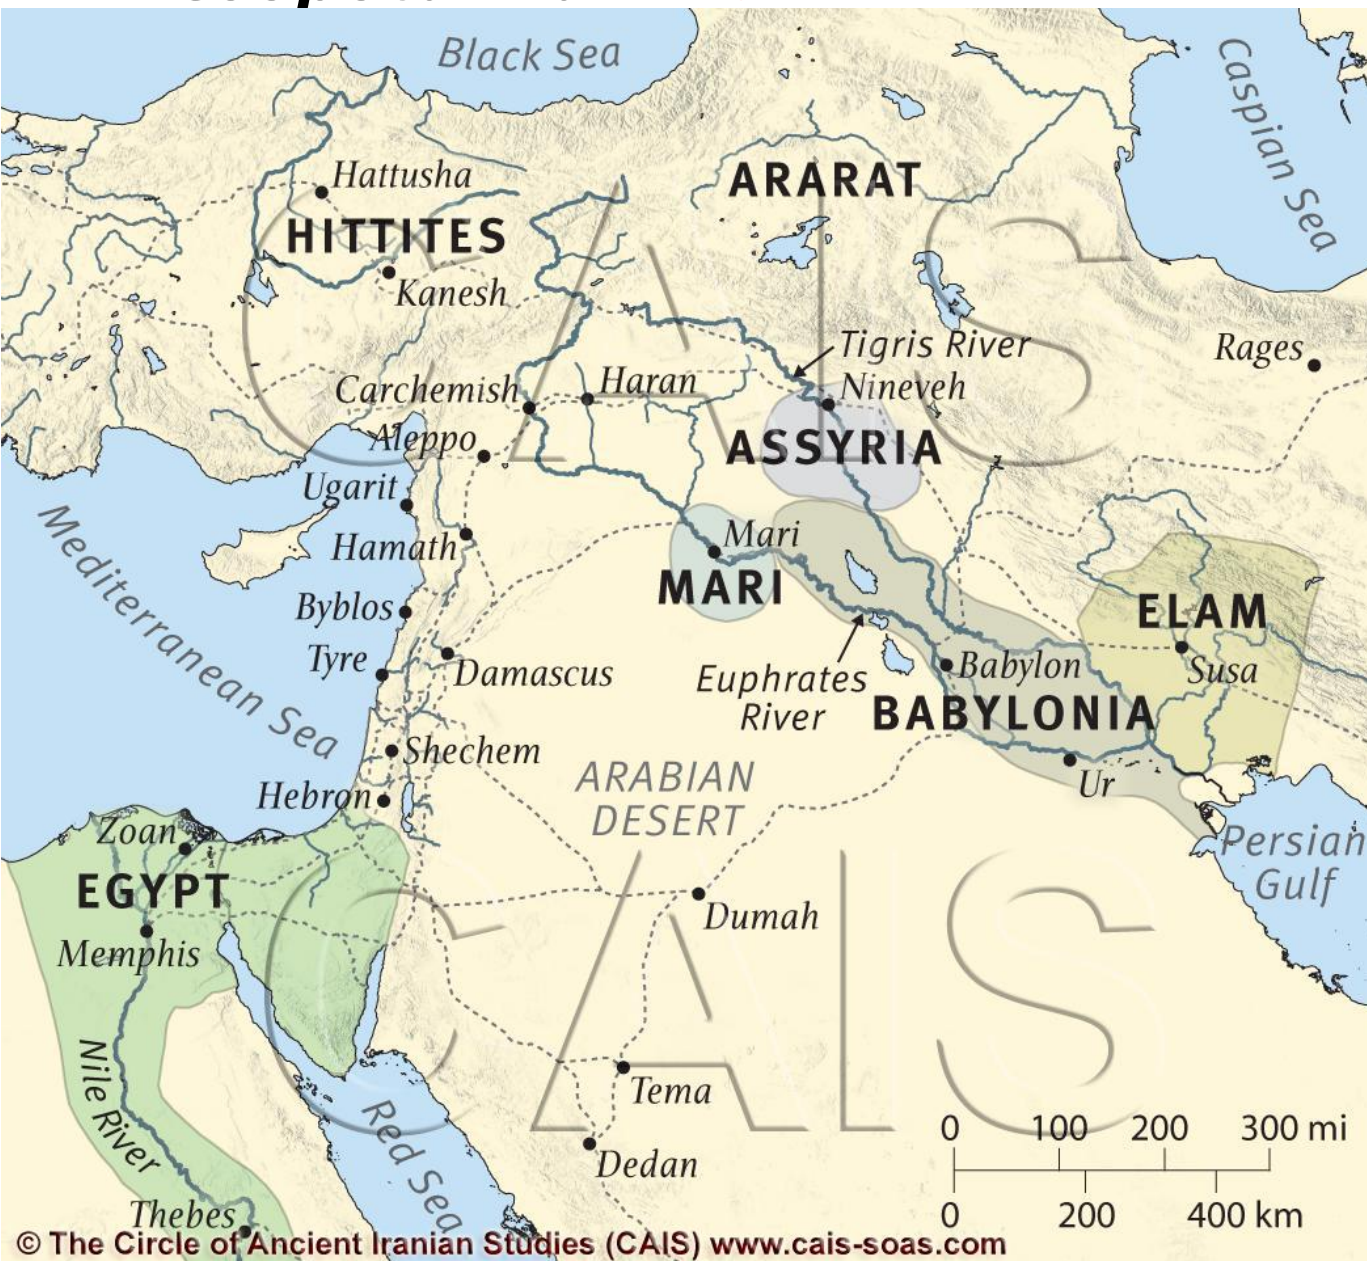 Black Sea
Caspian Sea
ARARAT
Hattusha
HITTITES
Kanesh
Tigris River
Rages
Carchemish
Haran
Nineveh
Aleppo
ASSYRIA
Ugarit
Mediterranean Sea
Hamath
Mari
MARI
Byblos
ELAM
Tyre
Damascus
Euphrates
River
Babylon
Susa
BABYLONIA
Shechem
ARABIAN
DESERT
Ur
Hebron
Zoan
Persian
Gulf
EGYPT
Dumah
Memphis
Nile River
Tema
Red Sea
Dedan
0 100 200 300 mi
0 200 400 km
Thebes
CAIS
CAIS
© The Circle of Ancient Iranian Studies (CAIS) www.cais-soas.com